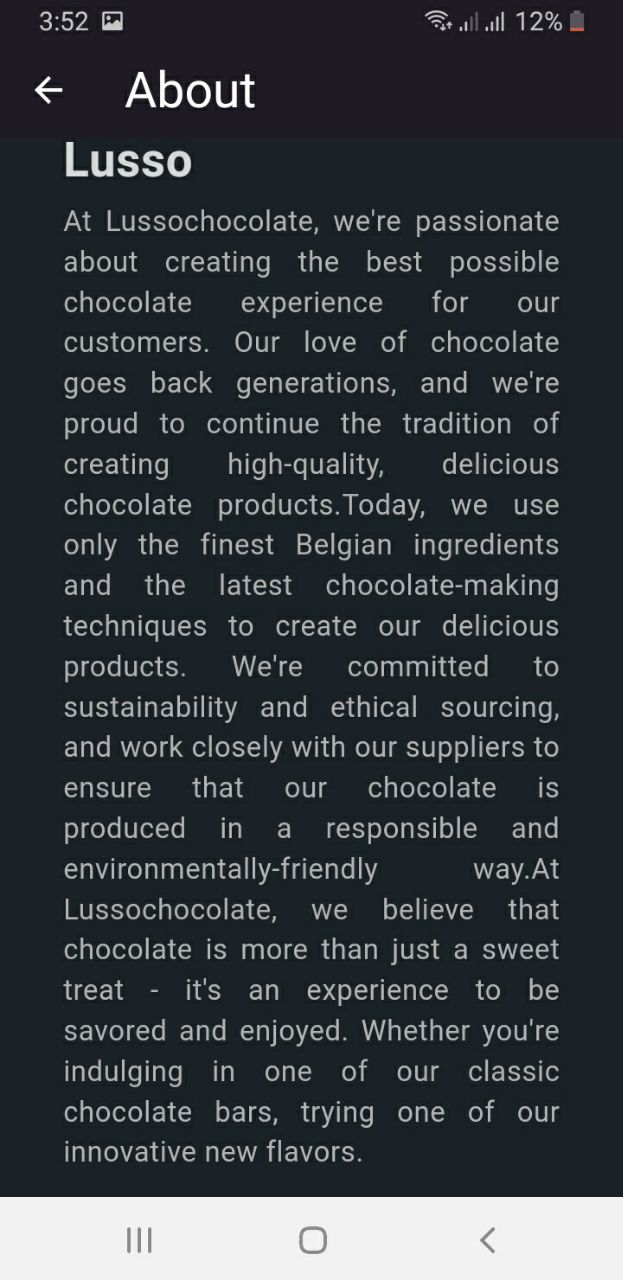 3:52 12%
About
Lusso
At Lussochocolate, we're passionate
about creating the best possible
chocolate experience for our
customers. Our love of chocolate
goes back generations, and we're
proud to continue the tradition of
creating high-quality, delicious
chocolate products.Today, we use
only the finest Belgian ingredients
and the latest chocolate-making
techniques to create our delicious
products. We're committed to
sustainability and ethical sourcing,
and work closely with our suppliers to
ensure that our chocolate is
produced in a responsible and
environmentally-friendly way.At
Lussochocolate, we believe that
chocolate is more than just a sweet
treat - it's an experience to be
savored and enjoyed. Whether you're
indulging in one of our classic
chocolate bars, trying one of our
innovative new flavors.